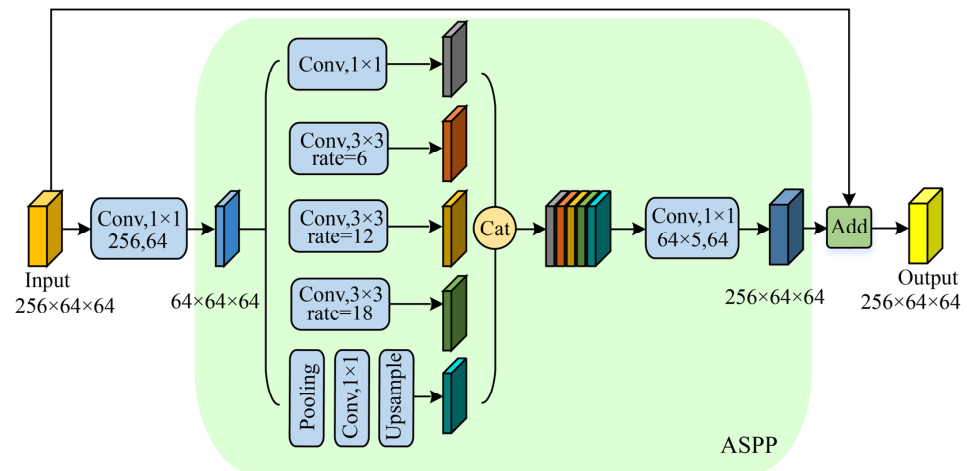 Conv,1×1
Conv,3×3
rate=6
Conv,1×1
256,64
Conv,3×3
rate=12
Cat
Conv,1×1
64×5,64
Add
Input
256×64×64
64×64×64
Conv,3×3
ratc=18
256×64×64
Output
256×64×64
Pooling
Conv,1×1
Upsample
ASPP